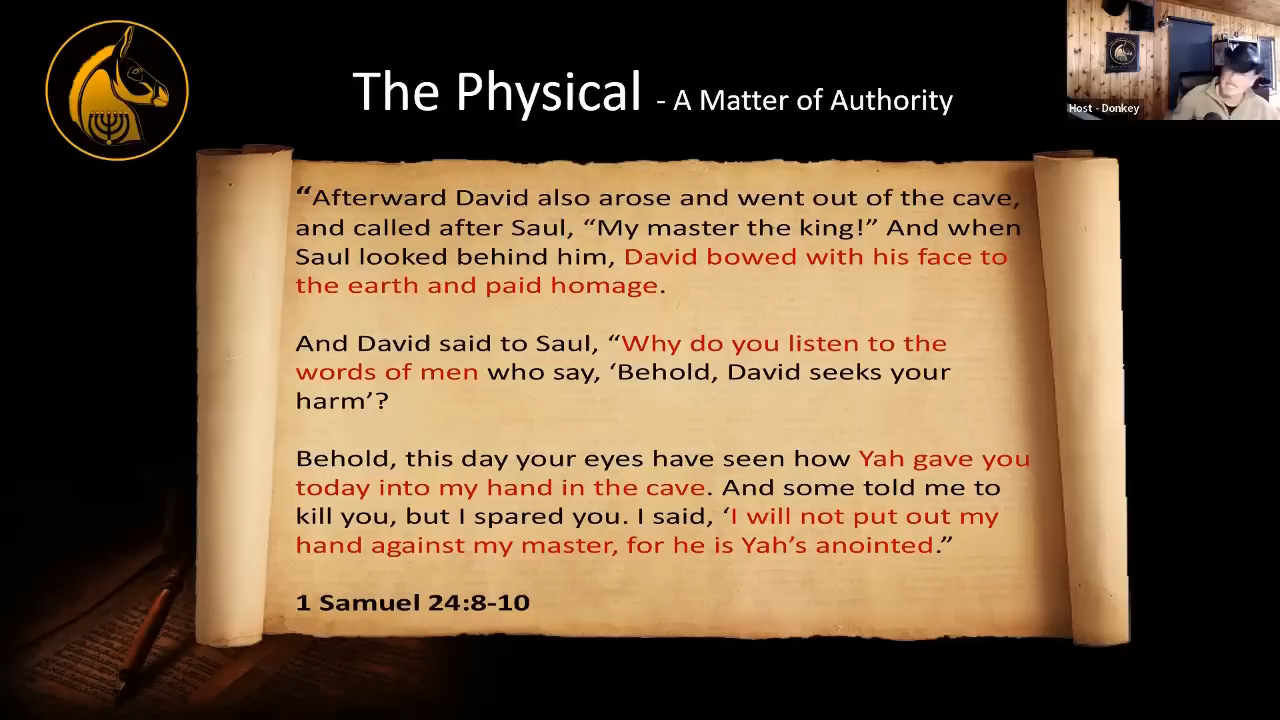 The Physical - A Matter of Authority
Host - Donkey
“Afterward David also arose and went out of the cave,
and called after Saul, “My master the king!” And when
Saul looked behind him, David bowed with his face to
the earth and paid homage.
And David said to Saul, “Why do you listen to the
words of men who say, ‘Behold, David seeks your
harm’?
Behold, this day your eyes have seen how Yah gave you
today into my hand in the cave. And some told me to
kill you, but I spared you. I said, ‘I will not put out my
hand against my master, for he is Yah’s anointed.”
1 Samuel 24:8-10